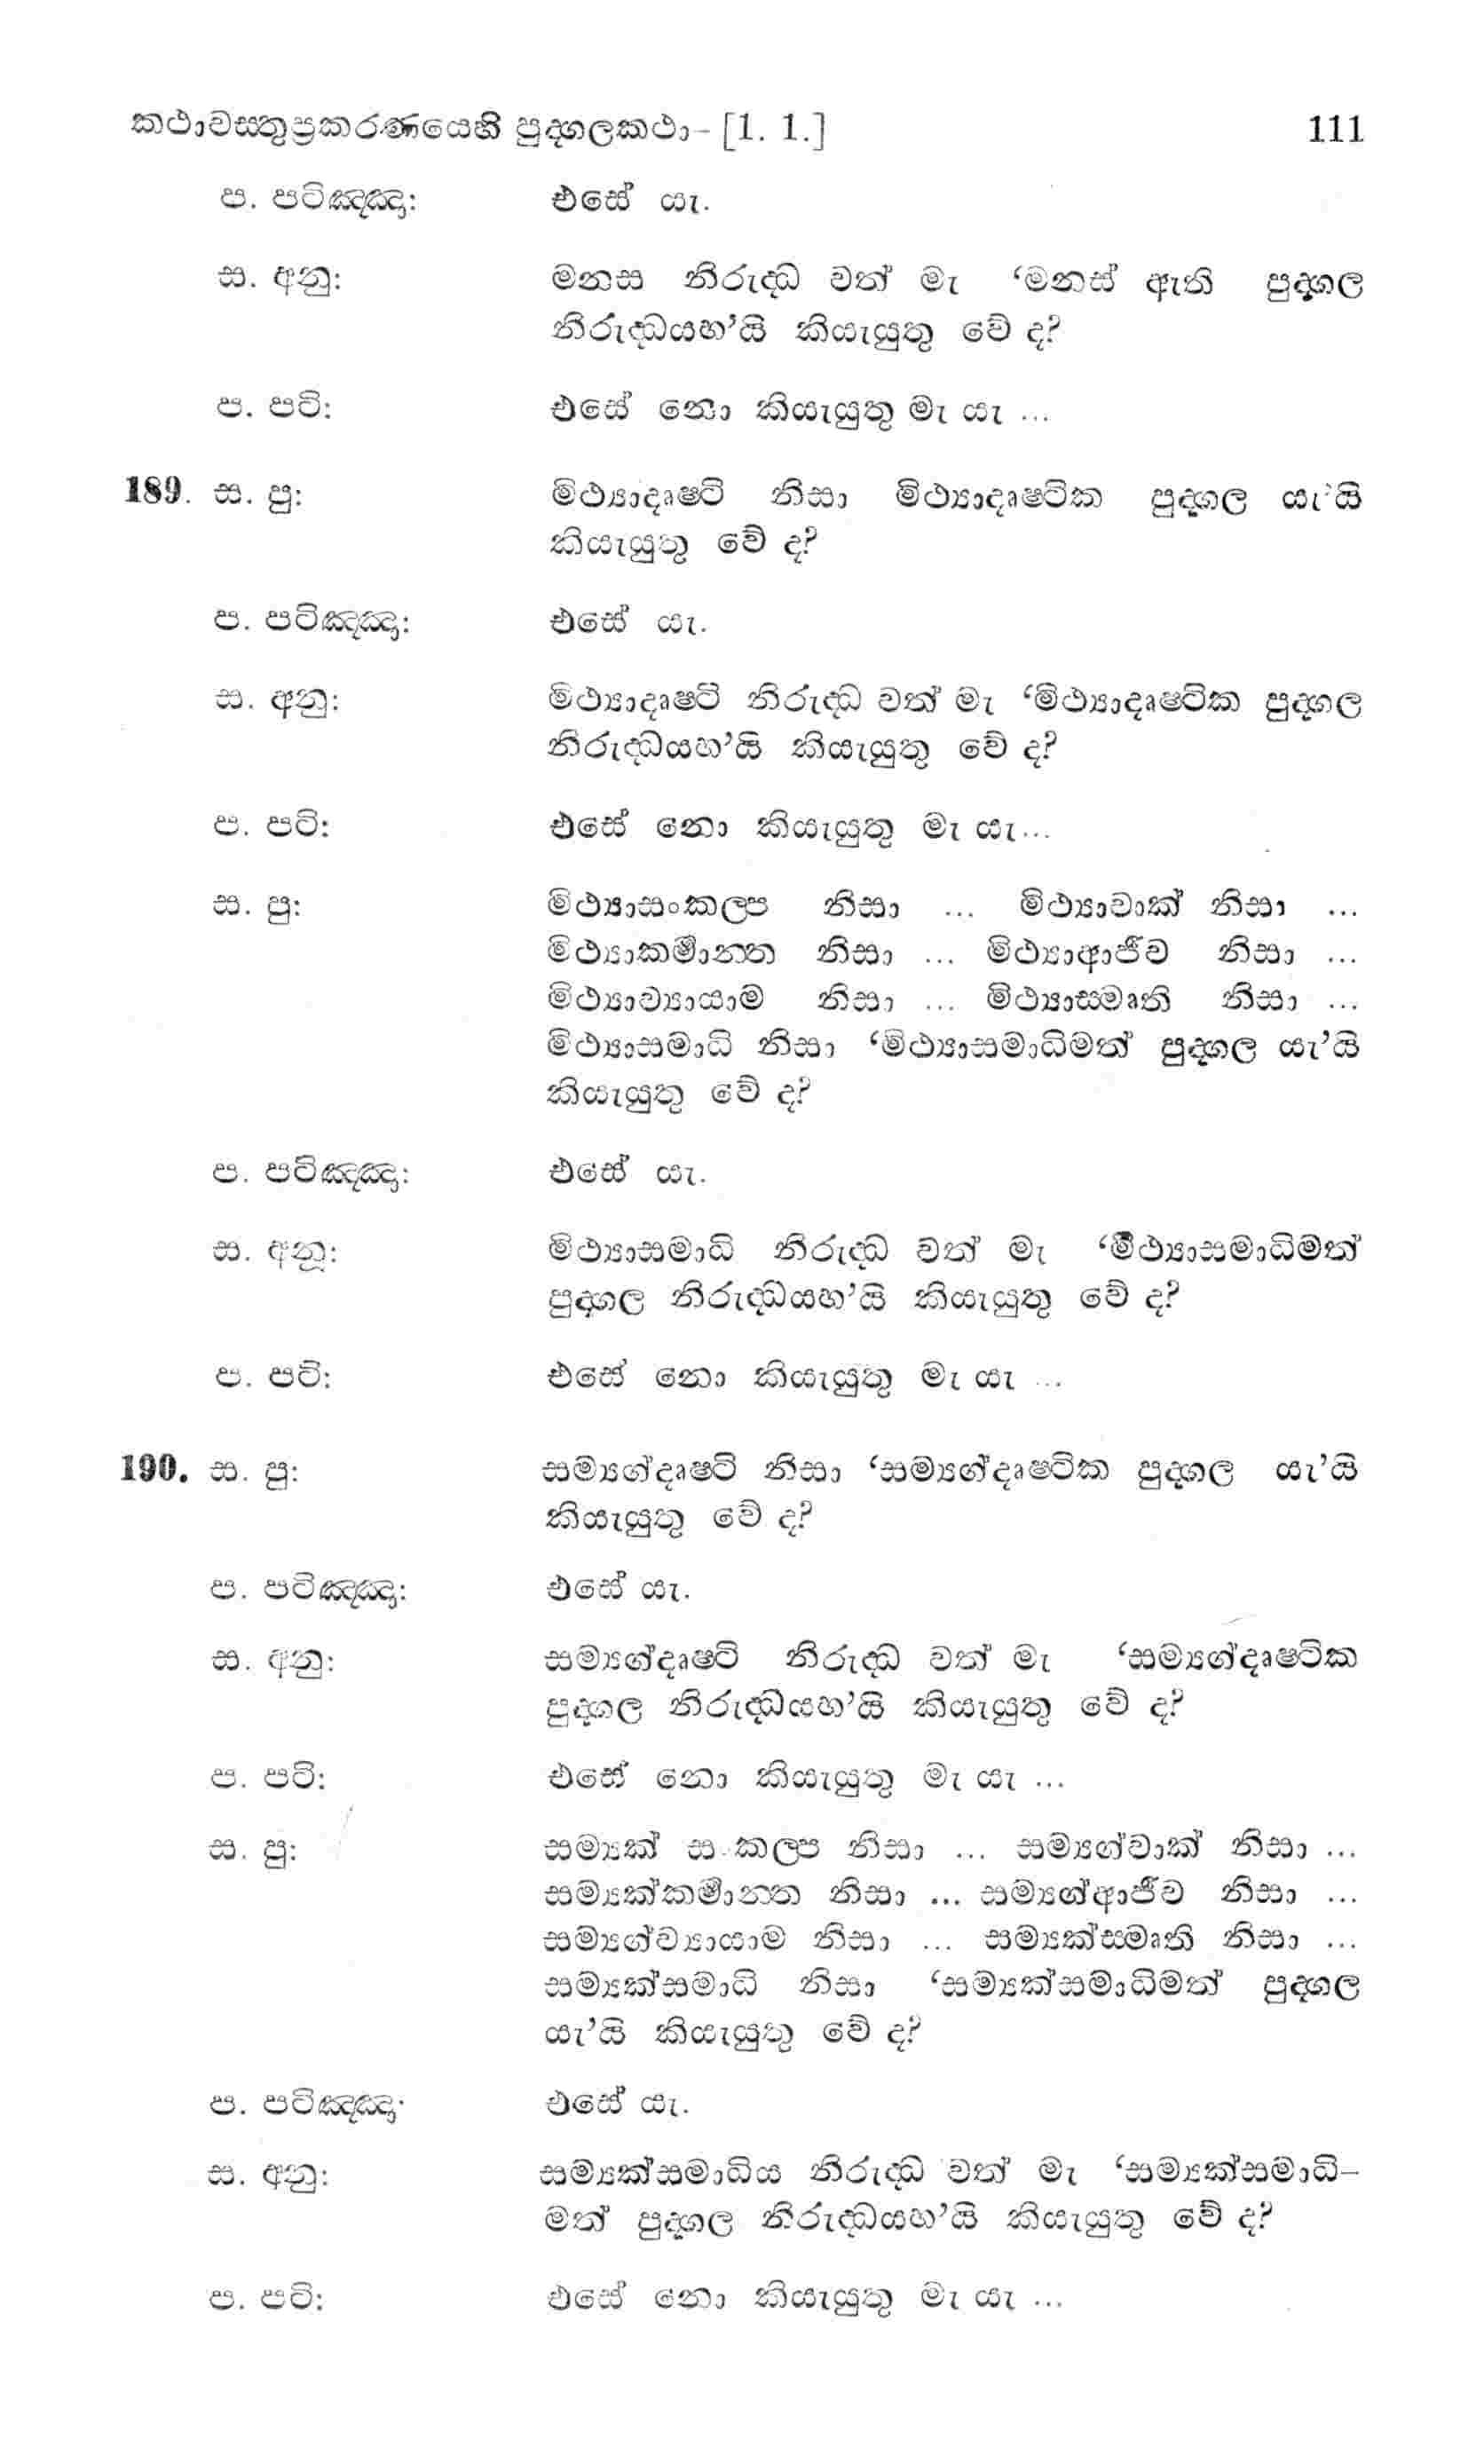 කථාවස්තුප්‍රකරණයෙහි පුද්ගලකථා- [1. 1.] 111
ප. පටිඤ්ඤා: එසේ යැ.
ස. අනු: මනස නිරුද්ධ වත් මැ ‘මනස් ඇති පුද්ගල
නිරුද්ධයහ’යි කියැයුතු වේ ද?
ප. පටි: එසේ නො කියැයුතු මැ යැ ...
189. ස. පු: මිථ්‍යාදෘෂ්ටි නිසා මිථ්‍යාදෘෂ්ටික පුද්ගල යැ’යි
කියැයුතු වේ ද?
ප. පටිඤ්ඤා: එසේ යැ.
ස. අනු: මිථ්‍යාදෘෂ්ටි නිරුද්ධ වත් මැ ‘මිථ්‍යාදෘෂ්ටික පුද්ගල
නිරුද්ධයහ’යි කියැයුතු වේ ද?
ප. පටි: එසේ නො කියැයුතු මැ යැ...
ස. පු: මිථ්‍යාසංකල්ප නිසා ... මිථ්‍යාවාක් නිසා ...
මිථ්‍යාකර්‍මාන්ත නිසා ... මිථ්‍යාආජීව නිසා ...
මිථ්‍යාව්‍යායාම නිසා ... මිථ්‍යාස්මෘති නිසා ...
මිථ්‍යාසමාධි නිසා ‘මිථ්‍යාසමාධිමත් පුද්ගල යැ’යි
කියැයුතු වේ ද?
ප. පටිඤ්ඤා: එසේ යැ.
ස. අනූ: මිථ්‍යාසමාධි නිරුද්ධ වත් මැ ‘මිථ්‍යාසමාධිමත්
පුද්ගල නිරුද්ධයහ’යි කියැයුතු වේ ද?
ප. පටි: එසේ නො කියැයුතු මැ යැ ...
190. ස. පු: සම්‍යග්දෘෂ්ටි නිසා ‘සම්‍යග්දෘෂ්ටික පුද්ගල යැ’යි
කියැයුතු වේ ද?
ප. පටිඤ්ඤා: එසේ යැ.
ස. අනු: සම්‍යග්දෘෂ්ටි නිරුද්ධ වත් මැ ‘සම්‍යග්දෘෂ්ටික
පුද්ගල නිරුද්ධයහ’යි කියැයුතු වේ ද?
ප. පටි: එසේ නො කියැයුතු මැ යැ ...
ස. පු: සම්‍යක් සංකල්ප නිසා ... සම්‍යග්වාක් නිසා ...
සම්‍යක්කර්‍මාන්ත නිසා ... සම්‍යග්ආජීව නිසා ...
සම්‍යග්ව්‍යායාම නිසා ... සම්‍යක්ස්මෘති නිසා ...
සම්‍යක්සමාධි නිසා ‘සම්‍යක්සමාධිමත් පුද්ගල
යැ’යි කියැයුතු වේ ද?
ප. පටිඤ්ඤා: එසේ යැ.
ස. අනු: සම්‍යක්සමාධිය නිරුද්ධ වත් මැ ‘සම්‍යක්සමාධි-
මත් පුද්ගල නිරුද්ධයහ’යි කියැයුතු වේ ද?
ප. පටි: එසේ නො කියැයුතු මැ යැ ...